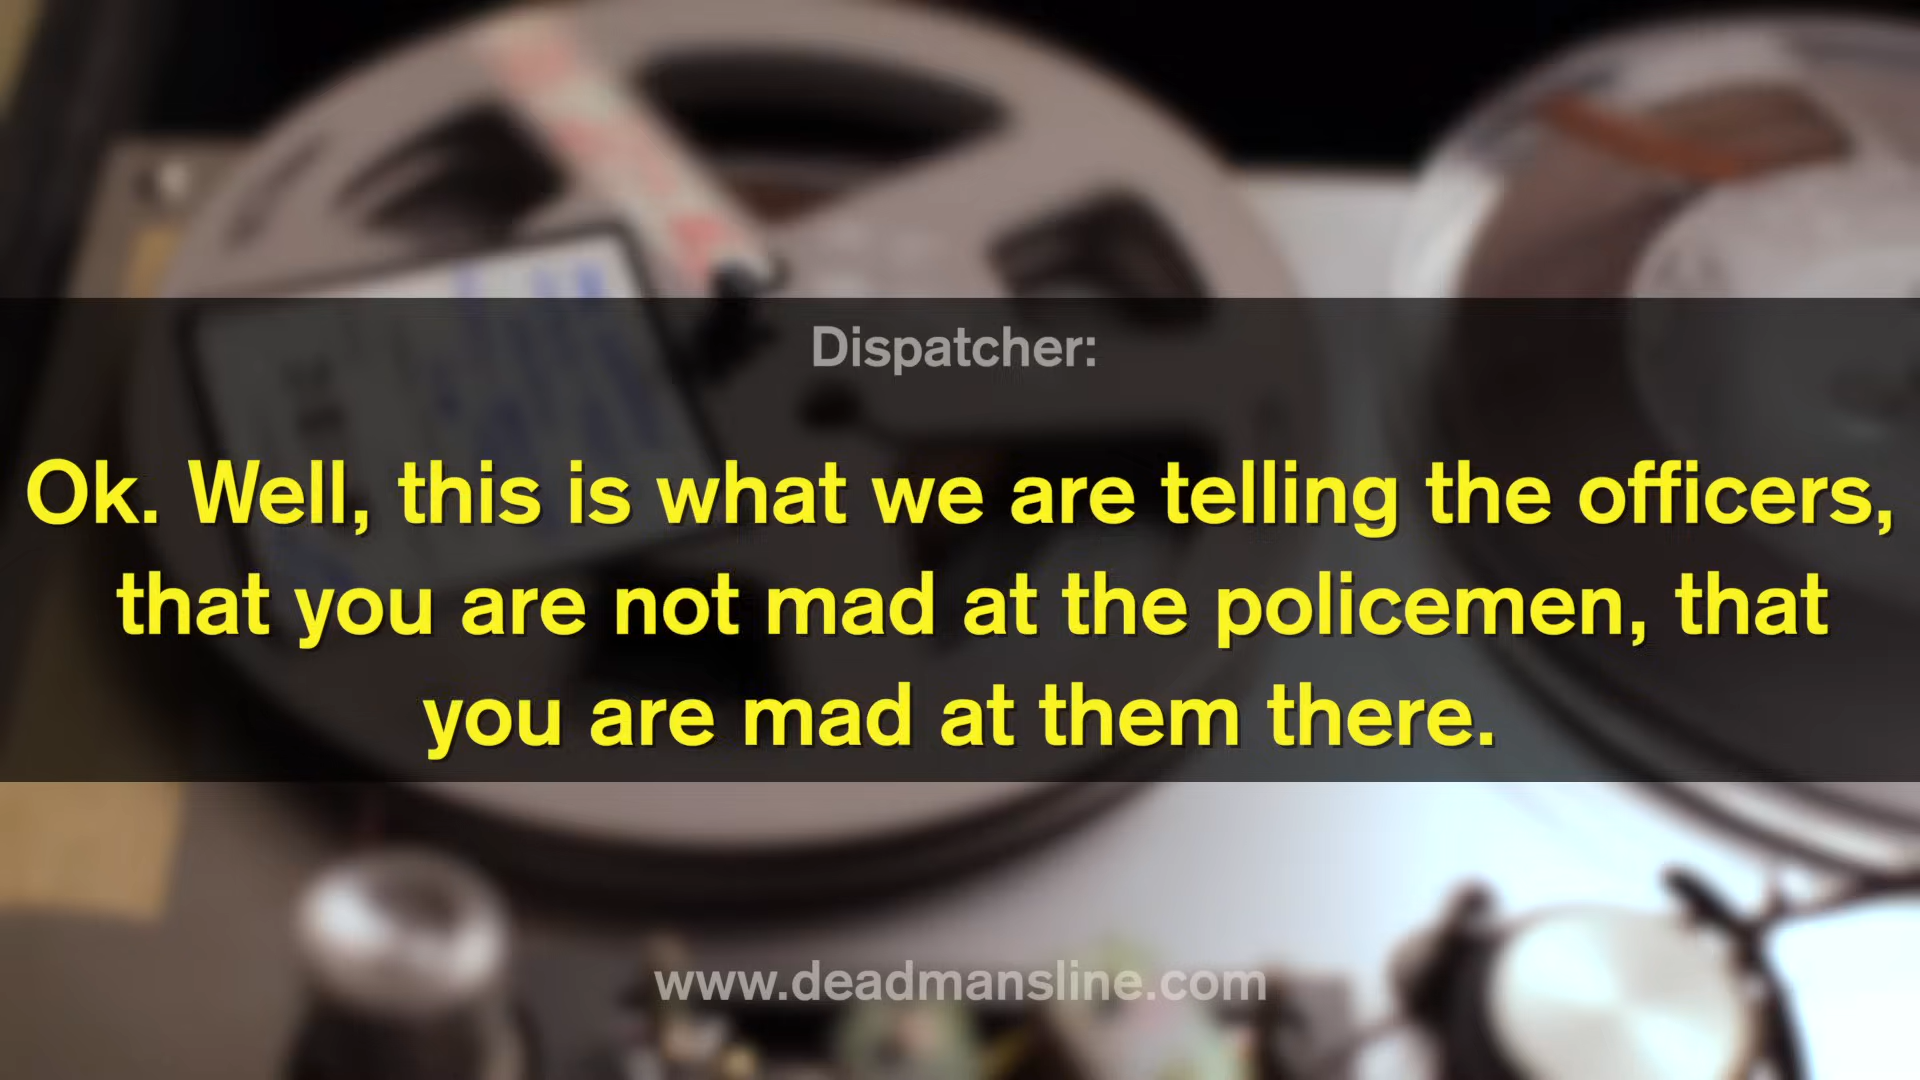 Dispatcher:
Ok. Well, this is what we are telling the officers,
that you are not mad at the policemen, that
you are mad at them there.
www.deadmansline.com